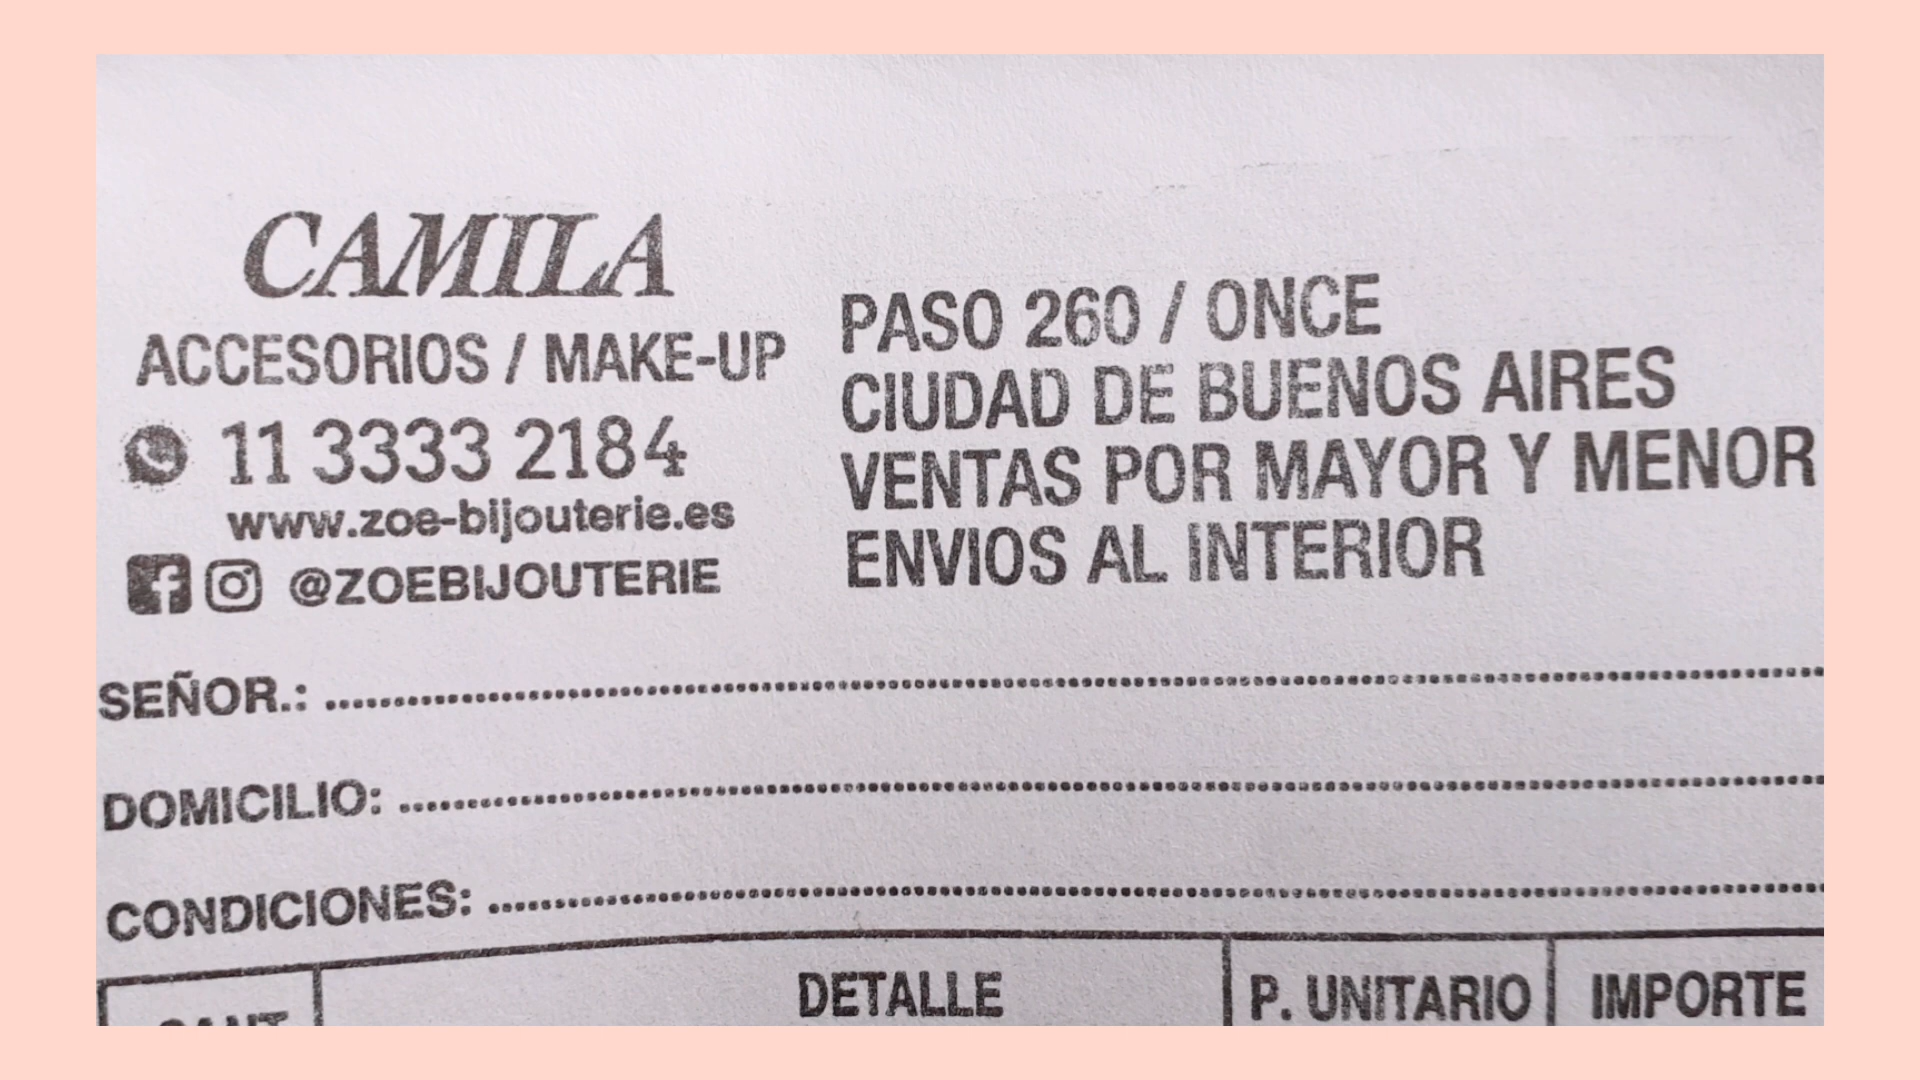 CAMILA
ACCESORIOS / MAKE-UP
11 3333 2184
www.zoe-bijouterie.es
@ZOEBIJOUTERIE
PASO 260 / ONCE
CIUDAD DE BUENOS AIRES
VENTAS POR MAYOR Y MENOR
ENVIOS AL INTERIOR
SEÑOR.: ........................................
DOMICILIO: ........................................
CONDICIONES: ........................................
DETALLE P. UNITARIO IMPORTE